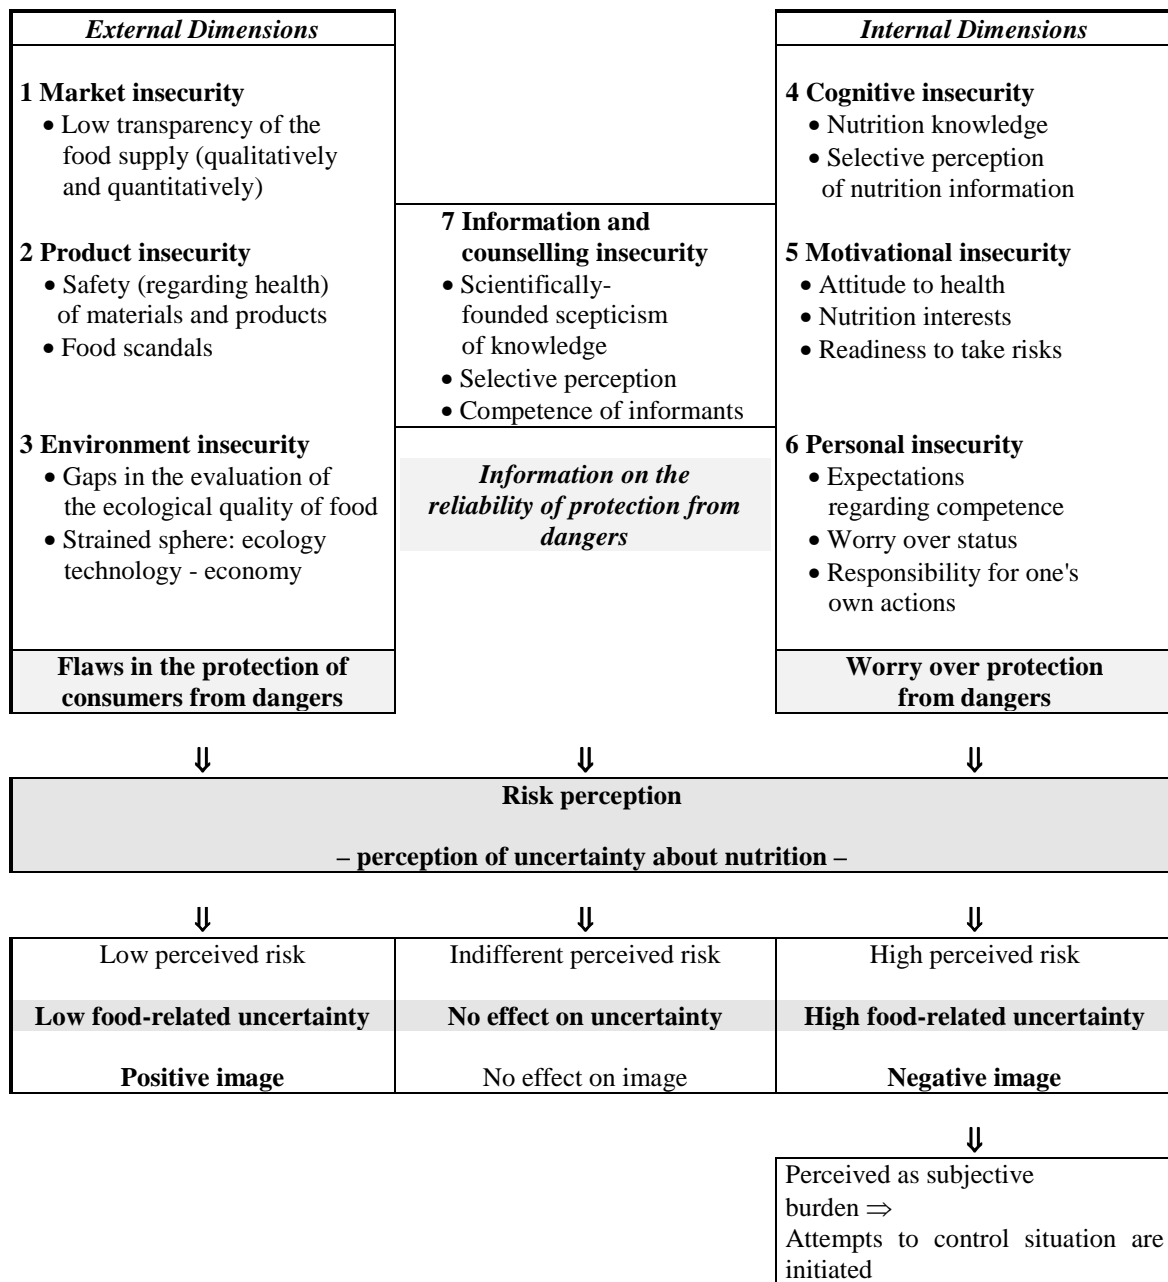 External Dimensions
1 Market insecurity
• Low transparency of the
food supply (qualitatively
and quantitatively)
2 Product insecurity
• Safety (regarding health)
of materials and products
• Food scandals
3 Environment insecurity
• Gaps in the evaluation of
the ecological quality of food
• Strained sphere: ecology
technology - economy
Flaws in the protection of
consumers from dangers
7 Information and
counselling insecurity
• Scientifically-
founded scepticism
of knowledge
• Selective perception
• Competence of informants
Information on the
reliability of protection from
dangers
Internal Dimensions
4 Cognitive insecurity
• Nutrition knowledge
• Selective perception
of nutrition information
5 Motivational insecurity
• Attitude to health
• Nutrition interests
• Readiness to take risks
6 Personal insecurity
• Expectations
regarding competence
• Worry over status
• Responsibility for one's
own actions
Worry over protection
from dangers
⇓ ⇓ ⇓
Risk perception
– perception of uncertainty about nutrition –
⇓ ⇓ ⇓
Low perceived risk
Low food-related uncertainty
Positive image
Indifferent perceived risk
No effect on uncertainty
No effect on image
High perceived risk
High food-related uncertainty
Negative image
⇓
Perceived as subjective
burden ⇒
Attempts to control situation are
initiated